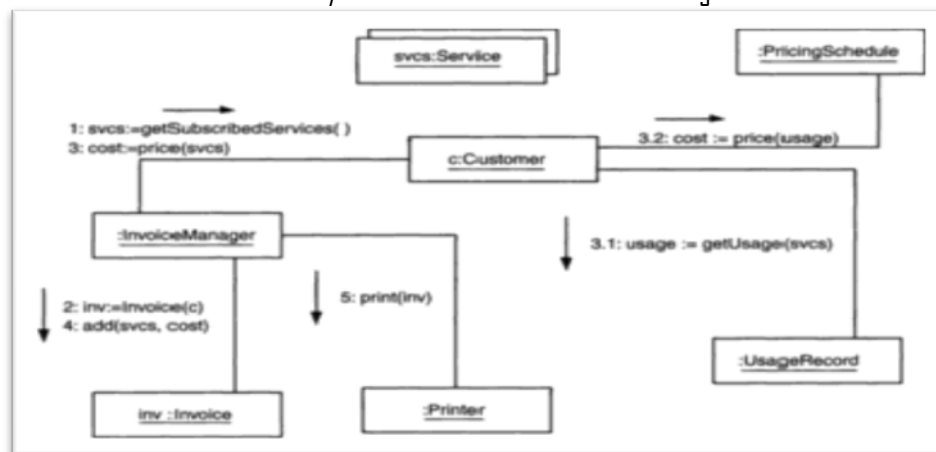 svcs:Service
:PricingSchedule
1: svcs:=getSubscribedServices( )
3: cost:=price(svcs)
3.2: cost := price(usage)
c:Customer
:InvoiceManager
3.1: usage := getUsage(svcs)
2: inv:=Invoice(c)
4: add(svcs, cost)
5: print(inv)
:UsageRecord
inv :Invoice
:Printer